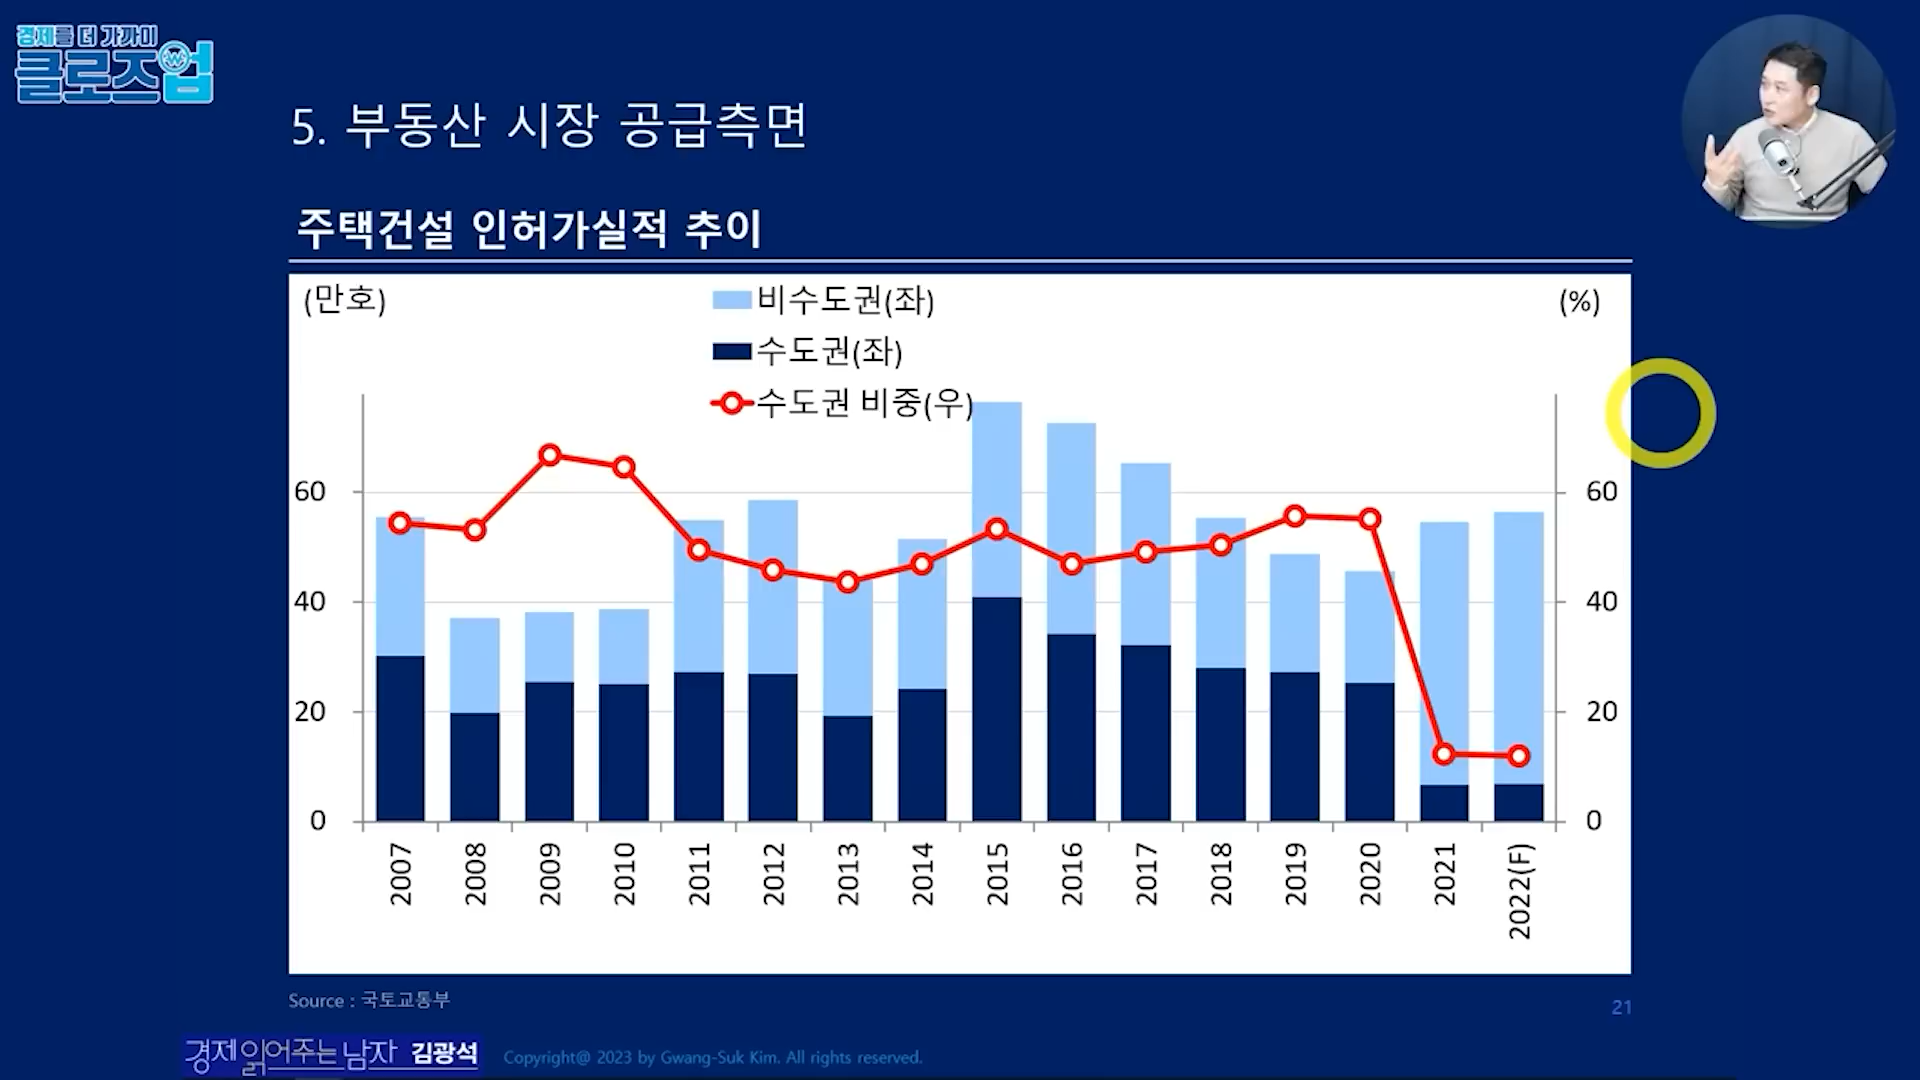 경제를 더 가까이
클로즈업
5. 부동산 시장 공급측면
주택건설 인허가실적 추이
(만호)
비수도권(좌)
(%)
수도권(좌)
수도권 비중(우)
60
60
40
40
20
20
0
0
2007
2008
2009
2010
2011
2012
2013
2014
2015
2016
2017
2018
2019
2020
2021
2022(F)
Source : 국토교통부
21
경제 읽어주는 남자 김광석
Copyright@ 2023 by Gwang-Suk Kim. All rights reserved.